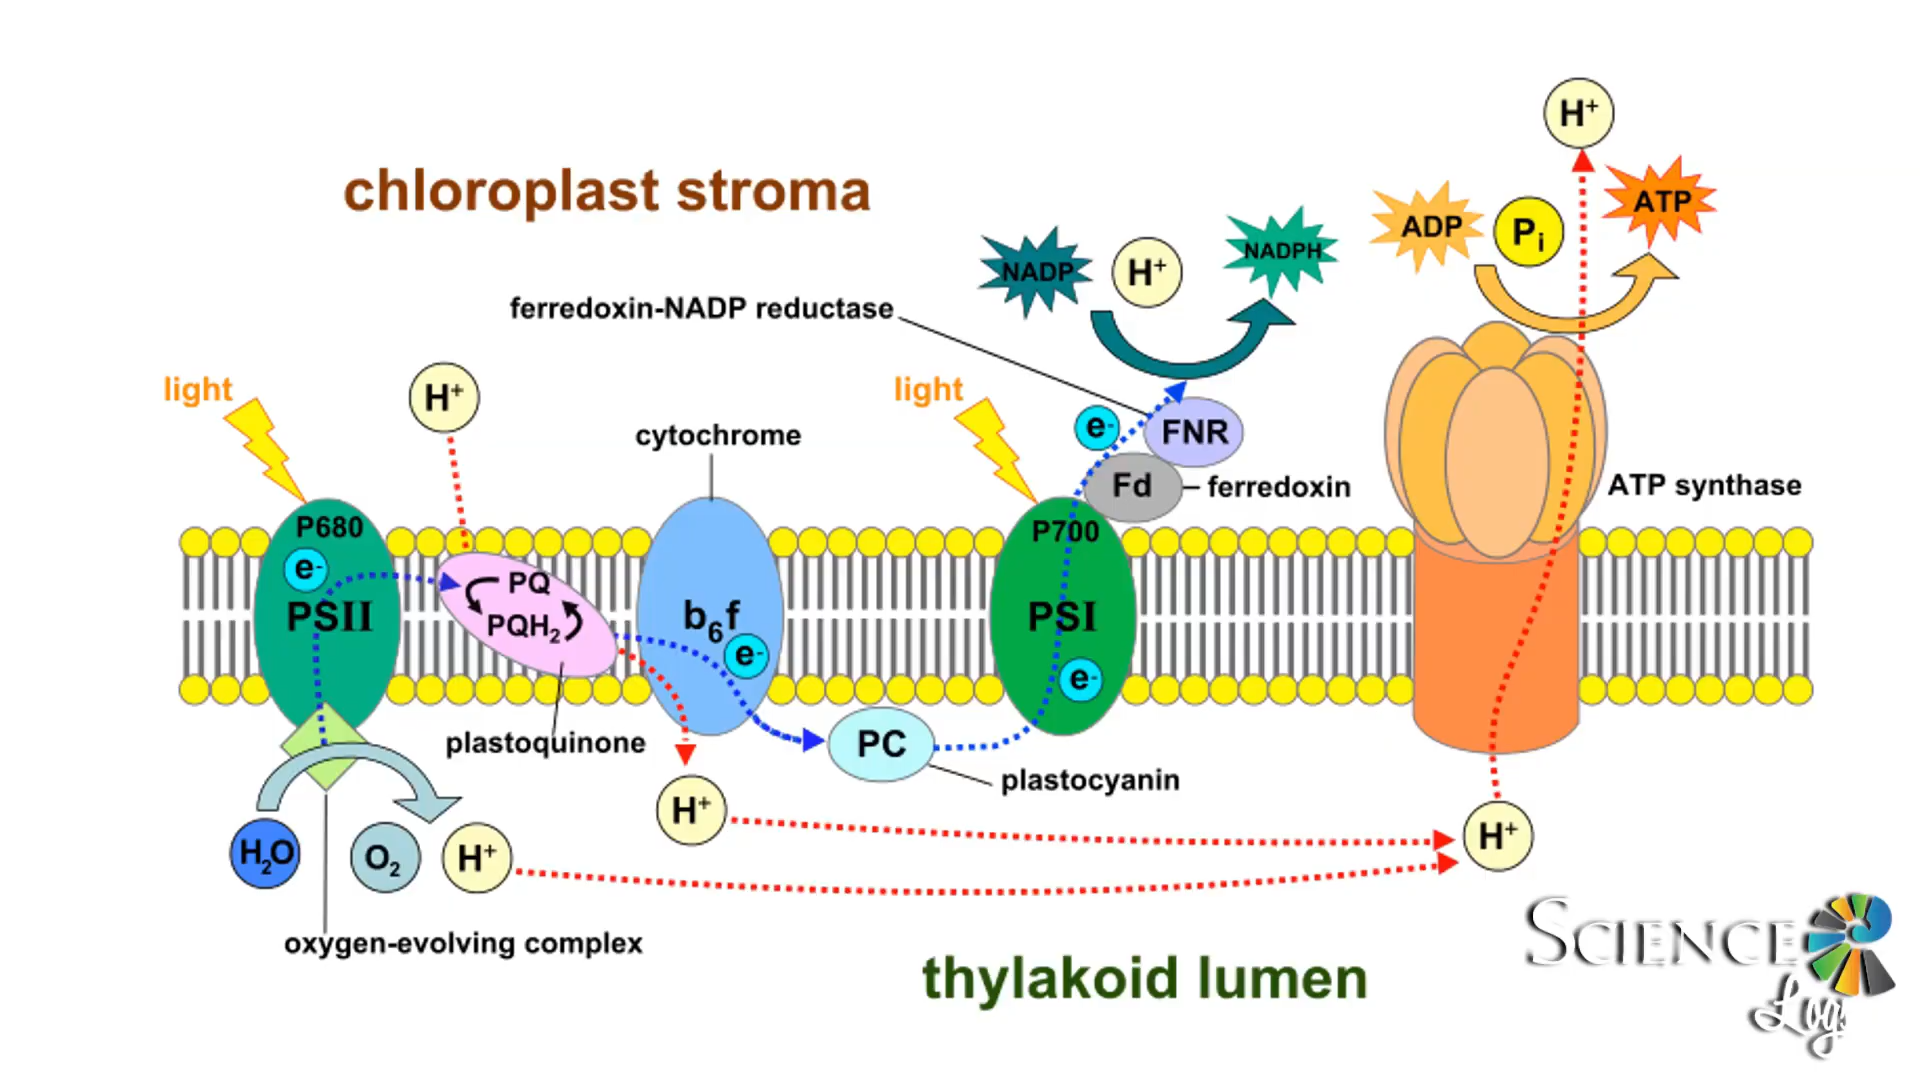 H+
chloroplast stroma
ADP
Pi
ATP
NADP
H+
NADPH
ferredoxin-NADP reductase
light
H+
light
cytochrome
e-
FNR
Fd
ferredoxin
ATP synthase
P680
e-
PSII
PQ
PQH2
b6f
e-
P700
PSI
e-
plastoquinone
PC
plastocyanin
H+
H+
H2O
O2
H+
oxygen-evolving complex
thylakoid lumen
SCIENCE
Log